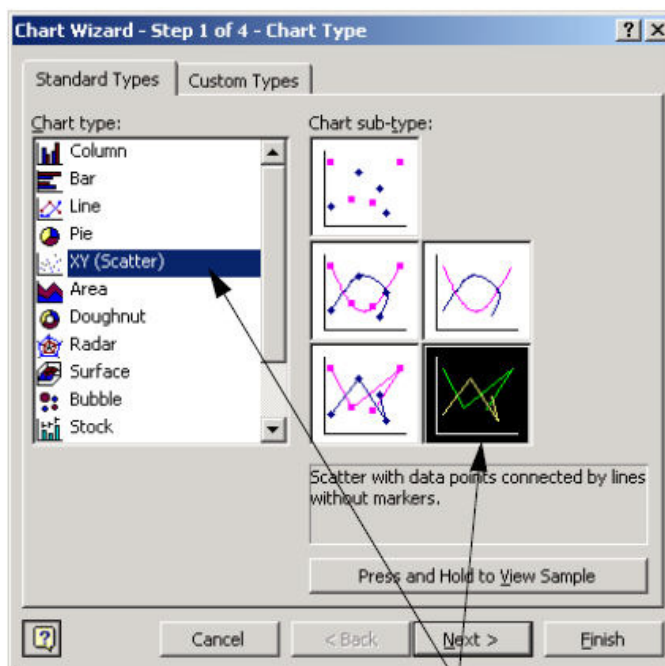 Chart Wizard - Step 1 of 4 - Chart Type
Standard Types
Custom Types
Chart type:
Column
Bar
Line
Pie
XY (Scatter)
Area
Doughnut
Radar
Surface
Bubble
Stock
Chart sub-type:
Scatter with data points connected by lines
without markers.
Press and Hold to View Sample
Cancel
< Back
Next >
Finish